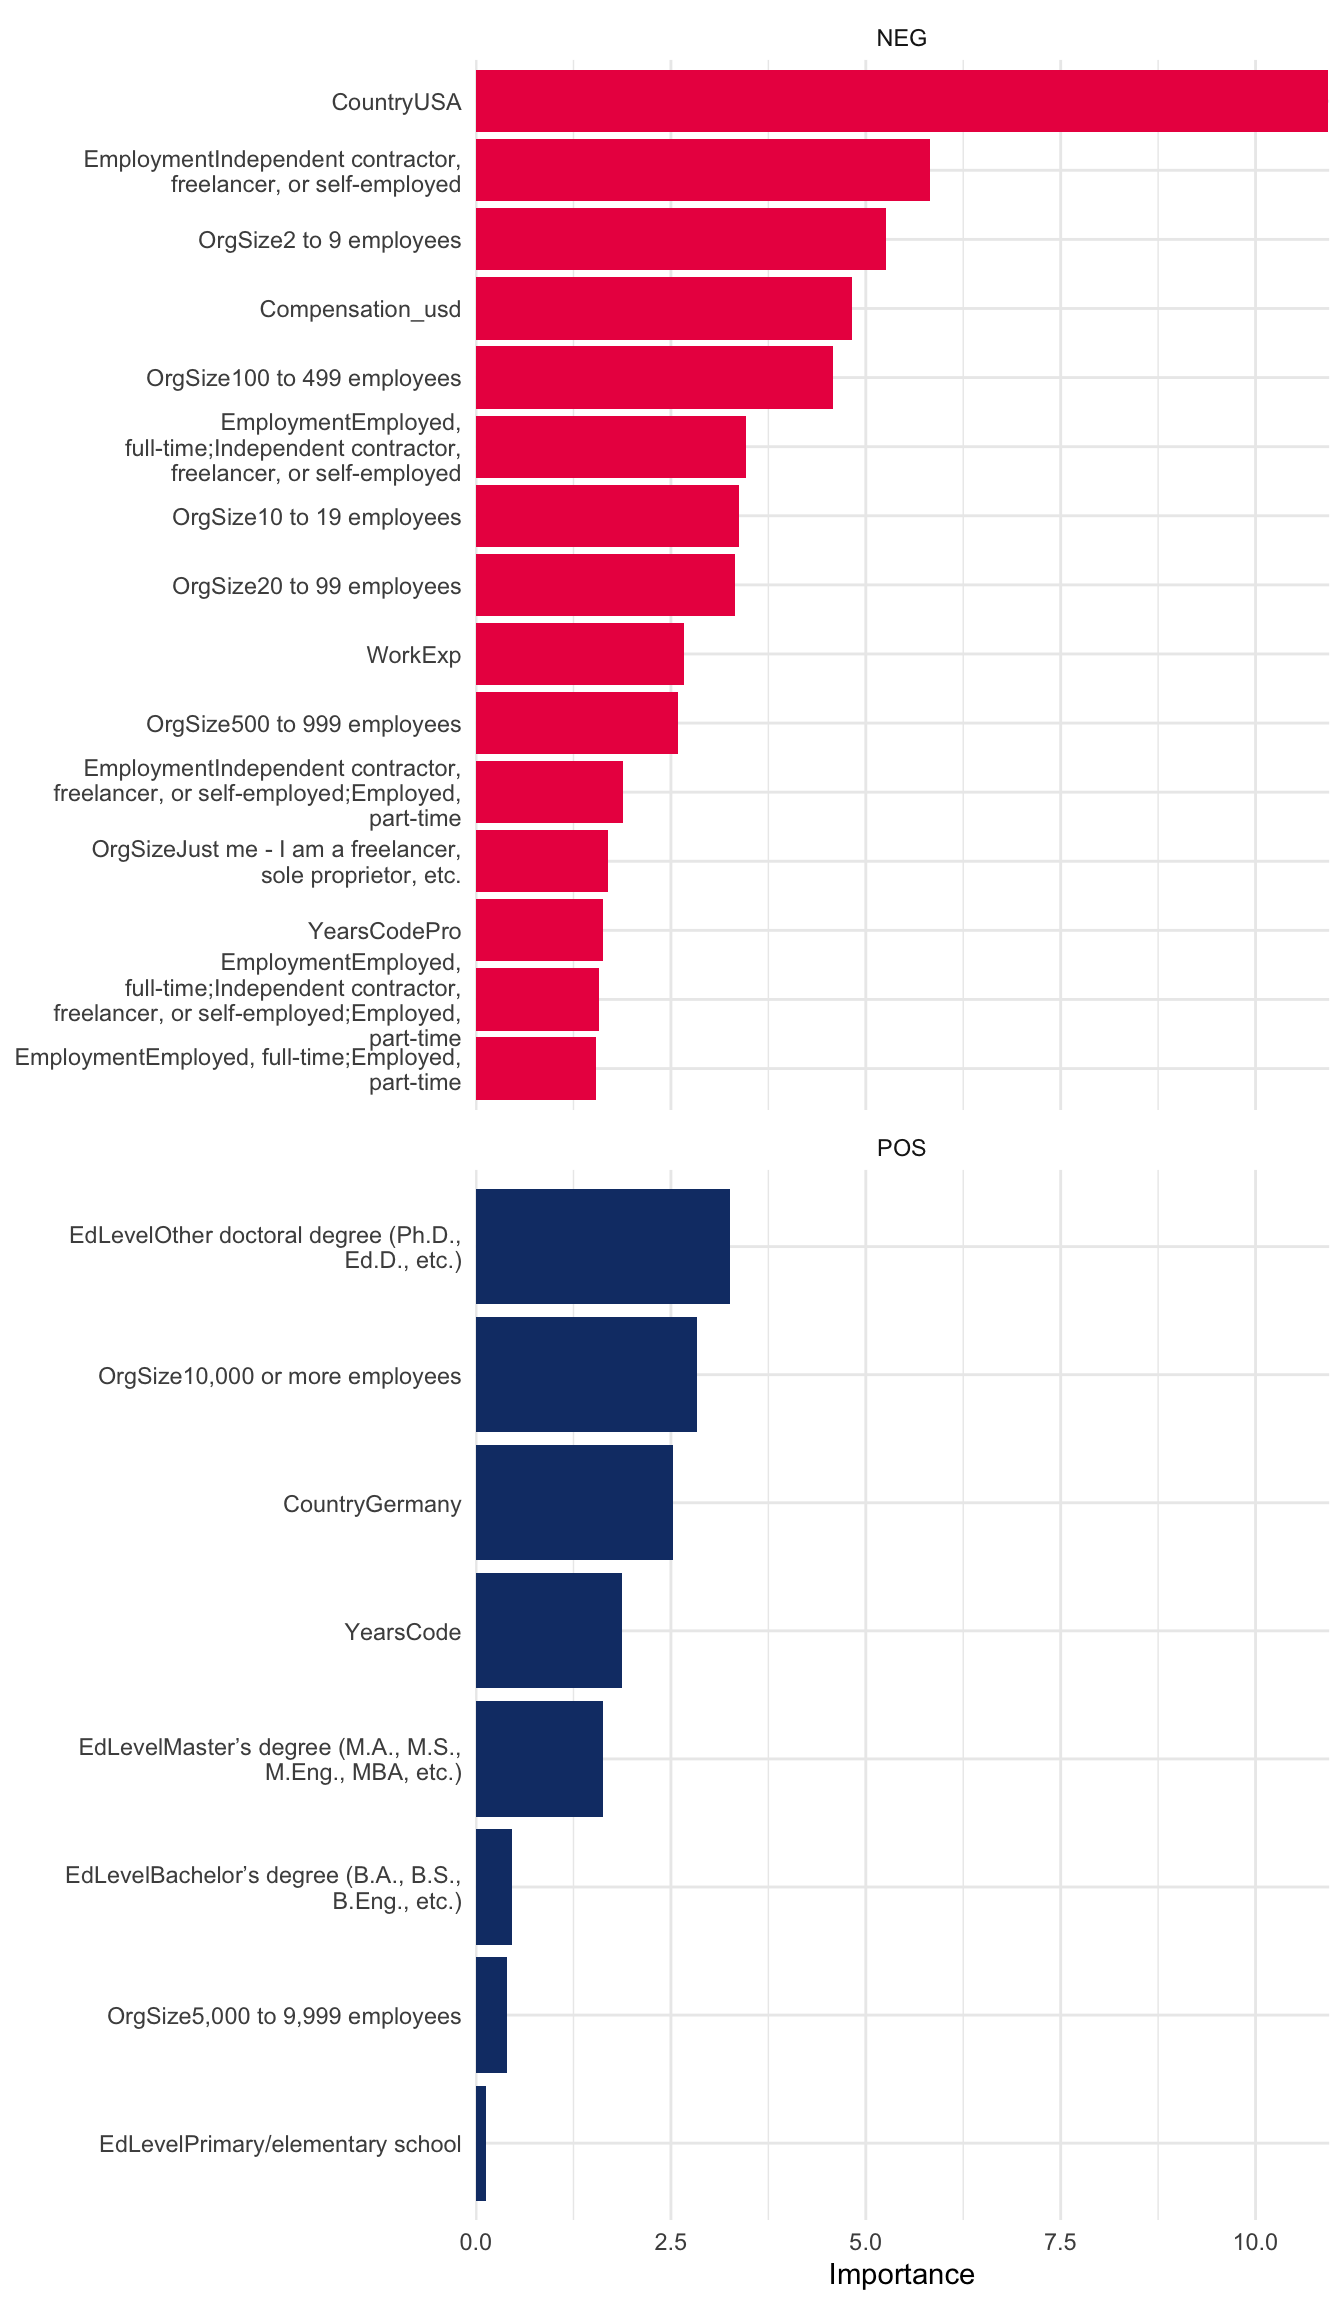 NEG
CountryUSA
EmploymentIndependent contractor,
freelancer, or self-employed
OrgSize2 to 9 employees
Compensation_usd
OrgSize100 to 499 employees
EmploymentEmployed,
full-time;Independent contractor,
freelancer, or self-employed
OrgSize10 to 19 employees
OrgSize20 to 99 employees
WorkExp
OrgSize500 to 999 employees
EmploymentIndependent contractor,
freelancer, or self-employed;Employed,
part-time
OrgSizeJust me - I am a freelancer,
sole proprietor, etc.
YearsCodePro
EmploymentEmployed,
full-time;Independent contractor,
freelancer, or self-employed;Employed,
part-time
EmploymentEmployed, full-time;Employed,
part-time
POS
EdLevelOther doctoral degree (Ph.D.,
Ed.D., etc.)
OrgSize10,000 or more employees
CountryGermany
YearsCode
EdLevelMaster’s degree (M.A., M.S.,
M.Eng., MBA, etc.)
EdLevelBachelor’s degree (B.A., B.S.,
B.Eng., etc.)
OrgSize5,000 to 9,999 employees
EdLevelPrimary/elementary school
0.0 2.5 5.0 7.5 10.0
Importance